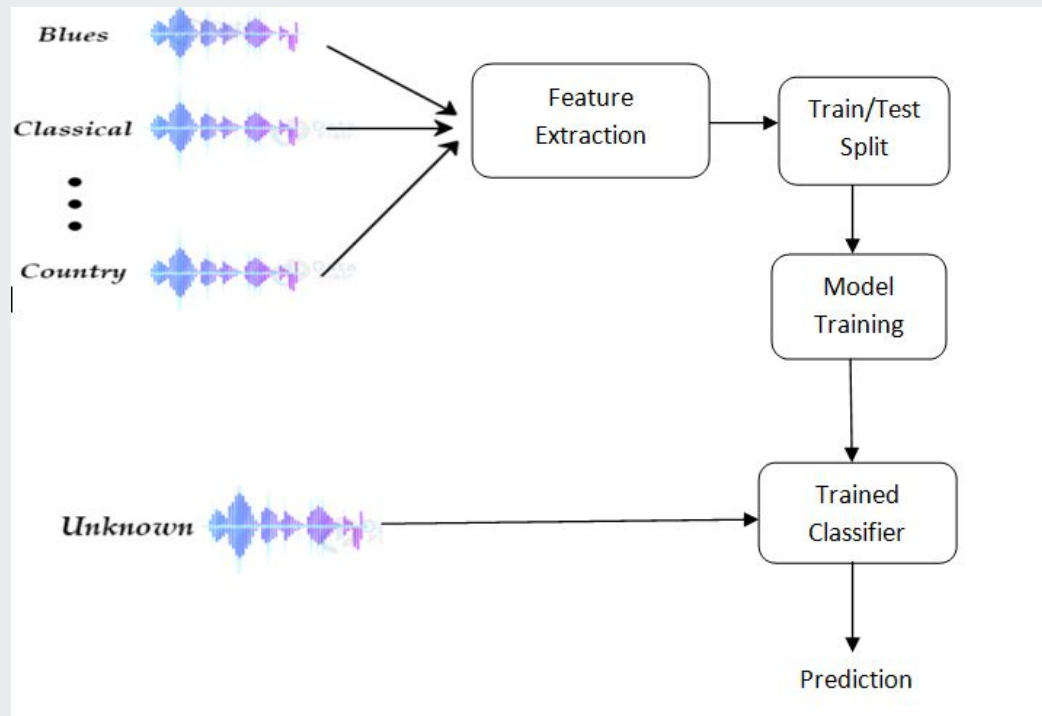 Blues
Classical
Country
Feature
Extraction
Train/Test
Split
Model
Training
Unknown
Trained
Classifier
Prediction